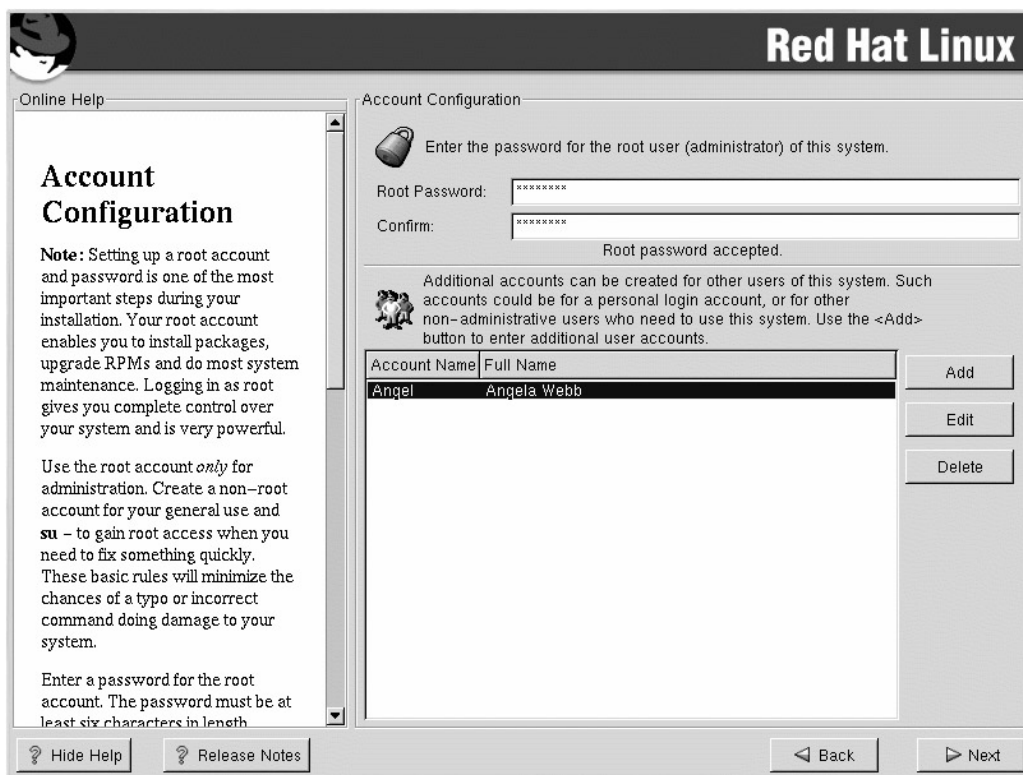 Red Hat Linux
Online Help
Account
Configuration
Note: Setting up a root account
and password is one of the most
important steps during your
installation. Your root account
enables you to install packages,
upgrade RPMs and do most system
maintenance. Logging in as root
gives you complete control over
your system and is very powerful.
Use the root account only for
administration. Create a non-root
account for your general use and
su - to gain root access when you
need to fix something quickly.
These basic rules will minimize the
chances of a typo or incorrect
command doing damage to your
system.
Enter a password for the root
account. The password must be at
least six characters in length.
Account Configuration
Enter the password for the root user (administrator) of this system.
Root Password: ********
Confirm: ********
Root password accepted.
Additional accounts can be created for other users of this system. Such
accounts could be for a personal login account, or for other
non-administrative users who need to use this system. Use the <Add>
button to enter additional user accounts.
Account Name Full Name
Angel Angela Webb
Add
Edit
Delete
Hide Help
Release Notes
Back
Next